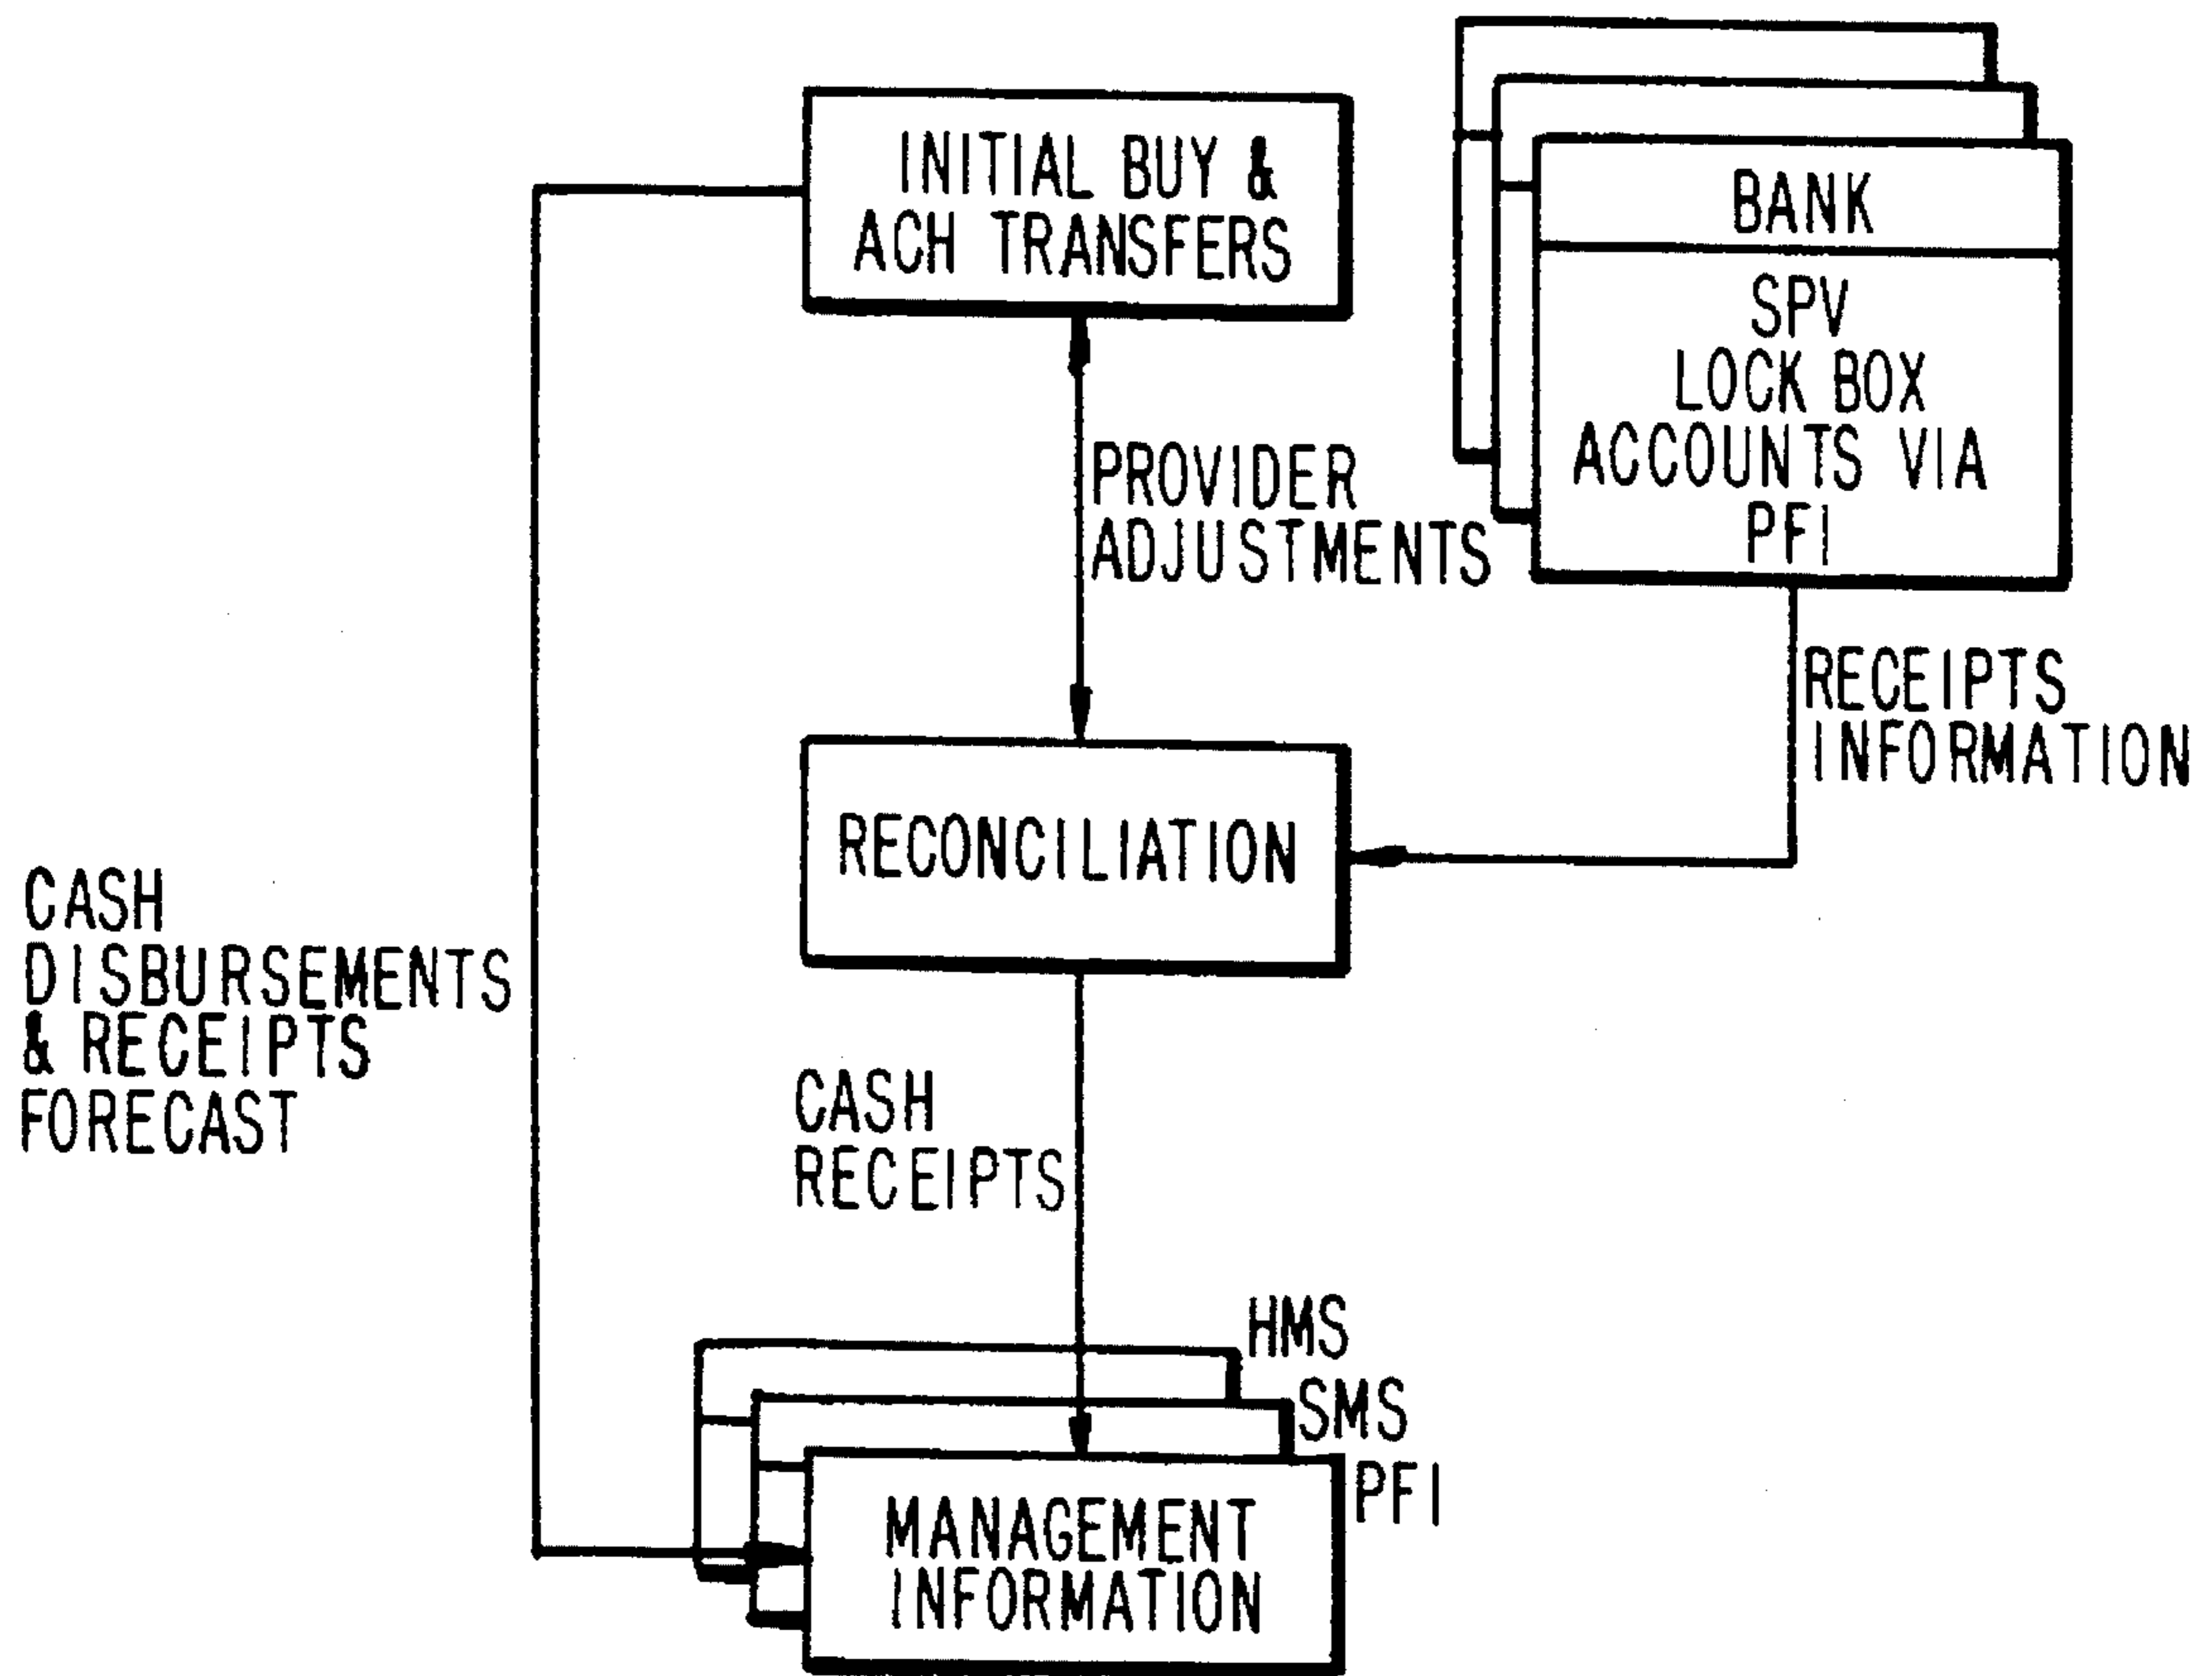 INITIAL BUY &
ACH TRANSFERS
BANK
SPV
LOCK BOX
ACCOUNTS VIA
PFI
PROVIDER
ADJUSTMENTS
RECEIPTS
INFORMATION
RECONCILIATION
CASH
DISBURSEMENTS
& RECEIPTS
FORECAST
CASH
RECEIPTS
HMS
SMS
PFI
MANAGEMENT
INFORMATION